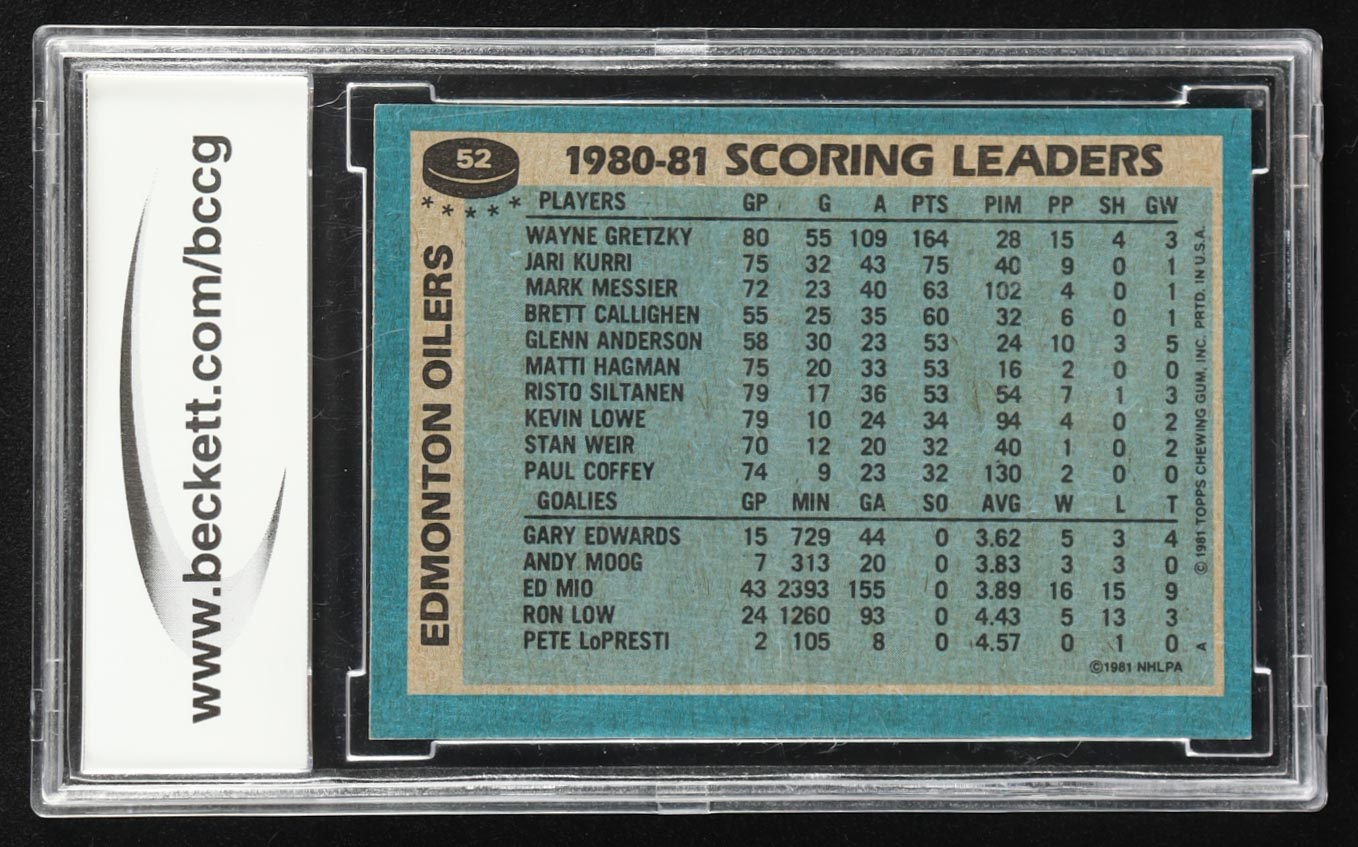 www.beckett.com/bccg
52
1980-81 SCORING LEADERS
EDMONTON OILERS
PLAYERS GP G A PTS PIM PP SH GW
WAYNE GRETZKY 80 55 109 164 28 15 4 3
JARI KURRI 75 32 43 75 40 9 0 1
MARK MESSIER 72 23 40 63 102 4 0 1
BRETT CALLIGHEN 55 25 35 60 32 6 0 1
GLENN ANDERSON 58 30 23 53 24 10 3 5
MATTI HAGMAN 75 20 33 53 16 2 0 0
RISTO SILTANEN 79 17 36 53 54 7 1 3
KEVIN LOWE 79 10 24 34 94 4 0 2
STAN WEIR 70 12 20 32 40 1 0 2
PAUL COFFEY 74 9 23 32 130 2 0 0
GOALIES GP MIN GA SO AVG W L T
GARY EDWARDS 15 729 44 0 3.62 5 3 4
ANDY MOOG 7 313 20 0 3.83 3 3 0
ED MIO 43 2393 155 0 3.89 16 15 9
RON LOW 24 1260 93 0 4.43 5 13 3
PETE LoPRESTI 2 105 8 0 4.57 0 1 0
©1981 NHLPA
A ©1981 TOPPS CHEWING GUM, INC. PRTD. IN U.S.A.